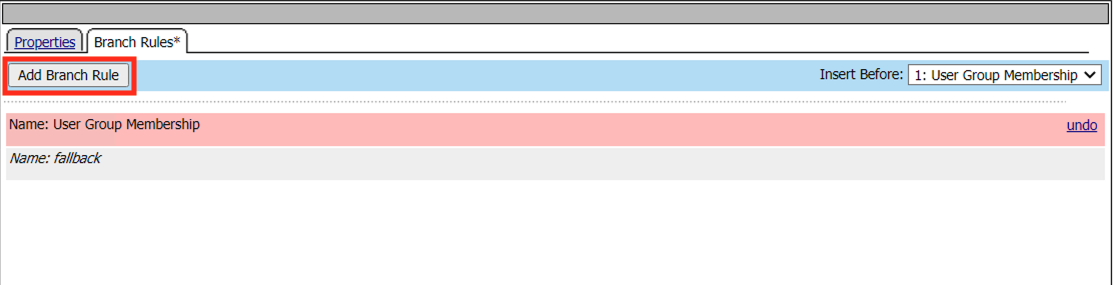 Properties Branch Rules*
Add Branch Rule Insert Before: 1: User Group Membership
Name: User Group Membership undo
Name: fallback